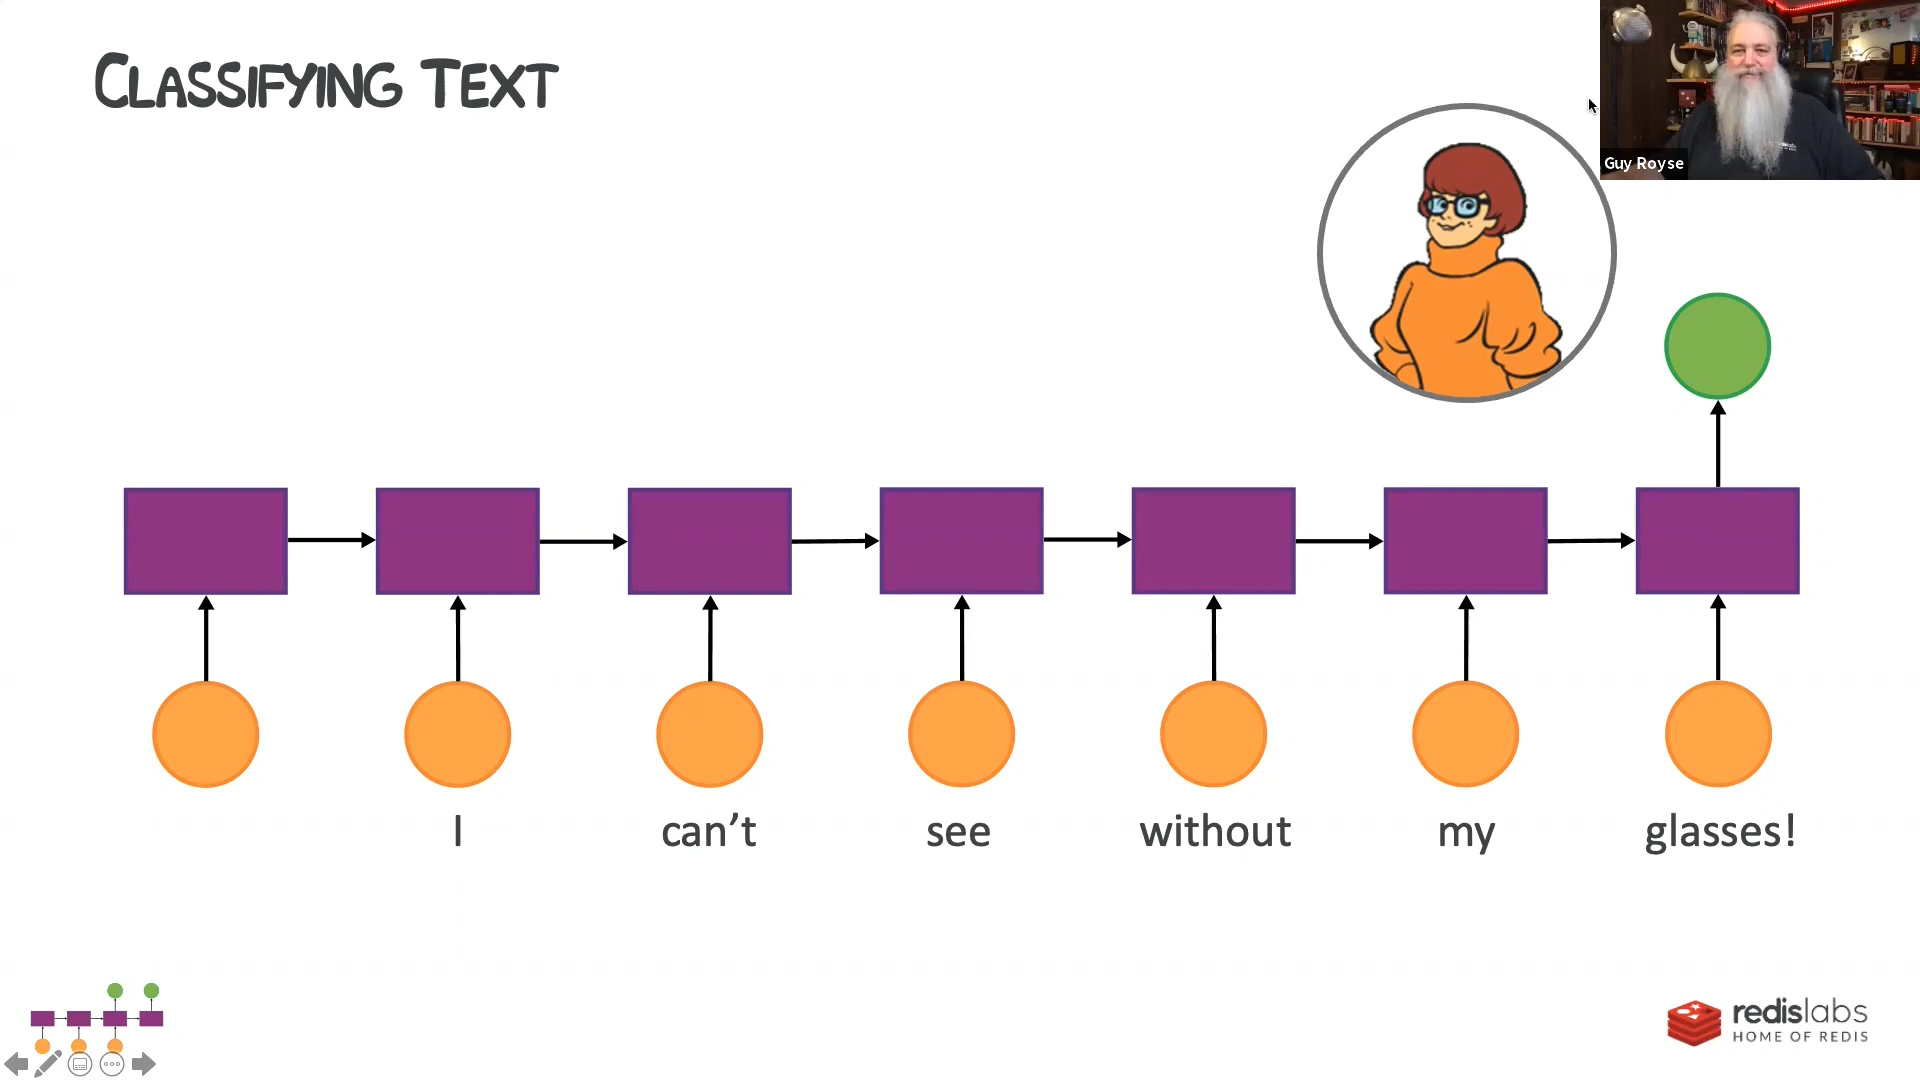 CLASSIFYING TEXT
Guy Royse
I can't see without my glasses!
redislabs
HOME OF REDIS